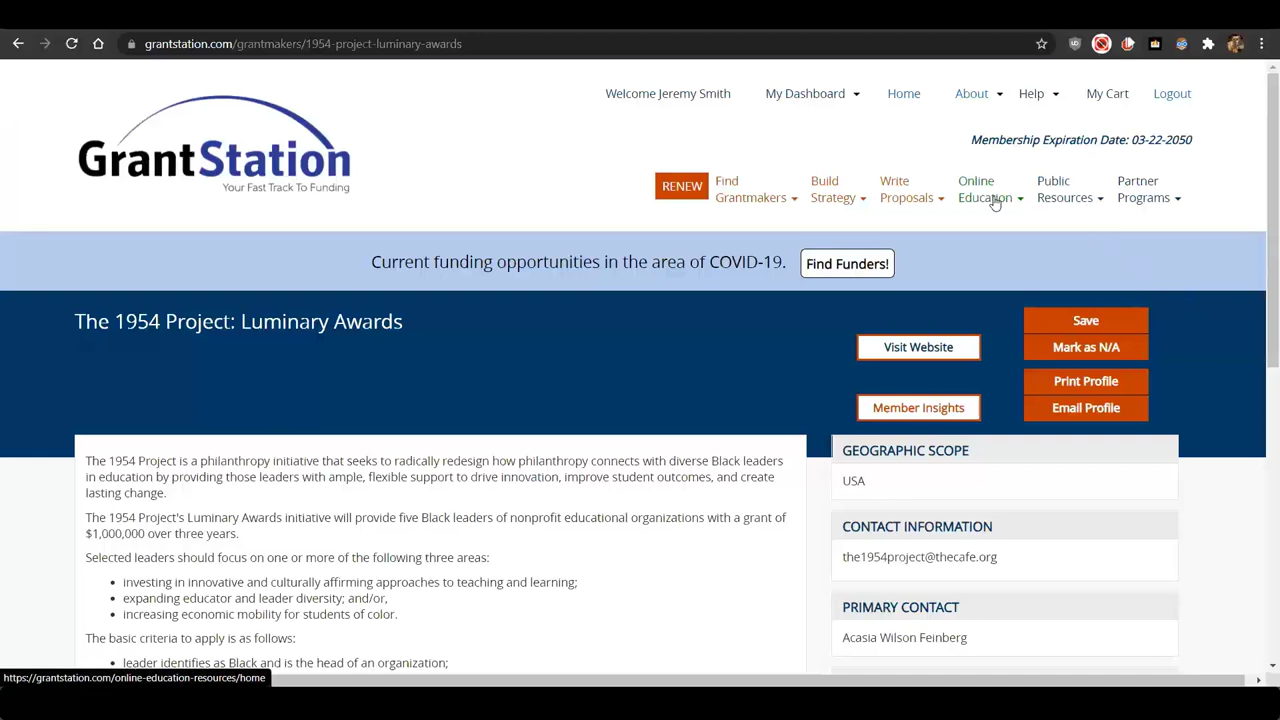 grantstation.com/grantmakers/1954-project-luminary-awards
Welcome Jeremy Smith
My Dashboard
Home
About
Help
My Cart
Logout
GrantStation
Your Fast Track To Funding
Membership Expiration Date: 03-22-2050
RENEW
Find
Grantmakers
Build
Strategy
Write
Proposals
Online
Education
Public
Resources
Partner
Programs
Current funding opportunities in the area of COVID-19.
Find Funders!
The 1954 Project: Luminary Awards
Visit Website
Member Insights
Save
Mark as N/A
Print Profile
Email Profile
The 1954 Project is a philanthropy initiative that seeks to radically redesign how philanthropy connects with diverse Black leaders
in education by providing those leaders with ample, flexible support to drive innovation, improve student outcomes, and create
lasting change.
The 1954 Project's Luminary Awards initiative will provide five Black leaders of nonprofit educational organizations with a grant of
$1,000,000 over three years.
Selected leaders should focus on one or more of the following three areas:
• investing in innovative and culturally affirming approaches to teaching and learning;
• expanding educator and leader diversity; and/or,
• increasing economic mobility for students of color.
The basic criteria to apply is as follows:
• leader identifies as Black and is the head of an organization;
GEOGRAPHIC SCOPE
USA
CONTACT INFORMATION
the1954project@thecafe.org
PRIMARY CONTACT
Acasia Wilson Feinberg
https://grantstation.com/online-education-resources/home